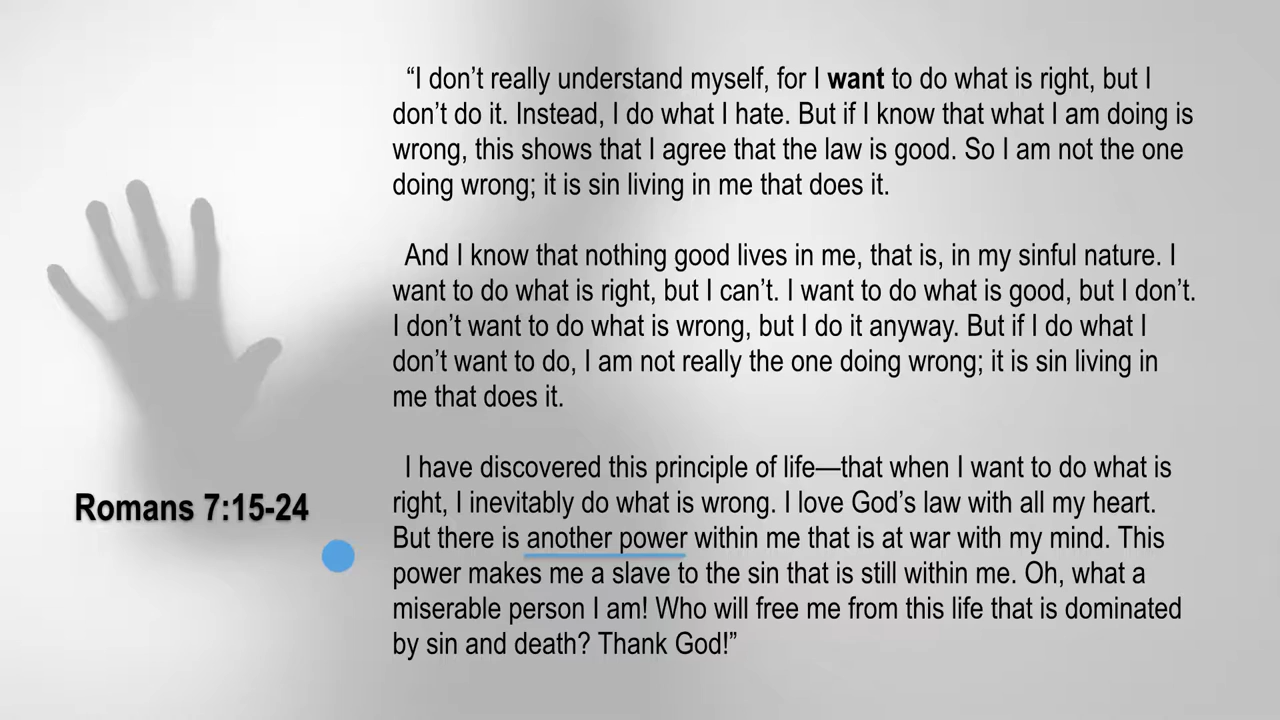 “I don’t really understand myself, for I want to do what is right, but I
don’t do it. Instead, I do what I hate. But if I know that what I am doing is
wrong, this shows that I agree that the law is good. So I am not the one
doing wrong; it is sin living in me that does it.
And I know that nothing good lives in me, that is, in my sinful nature. I
want to do what is right, but I can’t. I want to do what is good, but I don’t.
I don’t want to do what is wrong, but I do it anyway. But if I do what I
don’t want to do, I am not really the one doing wrong; it is sin living in
me that does it.
I have discovered this principle of life—that when I want to do what is
right, I inevitably do what is wrong. I love God’s law with all my heart.
But there is another power within me that is at war with my mind. This
power makes me a slave to the sin that is still within me. Oh, what a
miserable person I am! Who will free me from this life that is dominated
by sin and death? Thank God!”
Romans 7:15-24